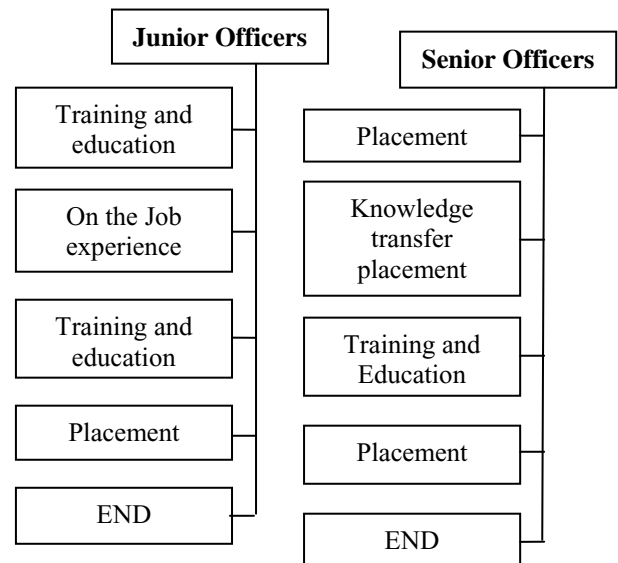 Junior Officers
Training and
education
On the Job
experience
Training and
education
Placement
END
Senior Officers
Placement
Knowledge
transfer
placement
Training and
Education
Placement
END